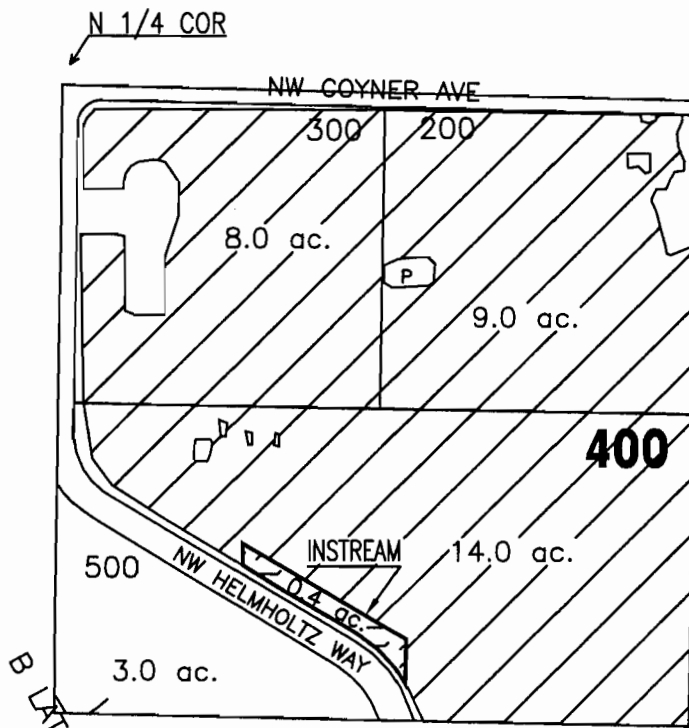 N 1/4 COR
NW COYNER AVE
300 200
8.0 ac.
P
9.0 ac.
400
INSTREAM
14.0 ac.
0.4 ac.
500
NW HELMHOLTZ WAY
3.0 ac.
B LAT